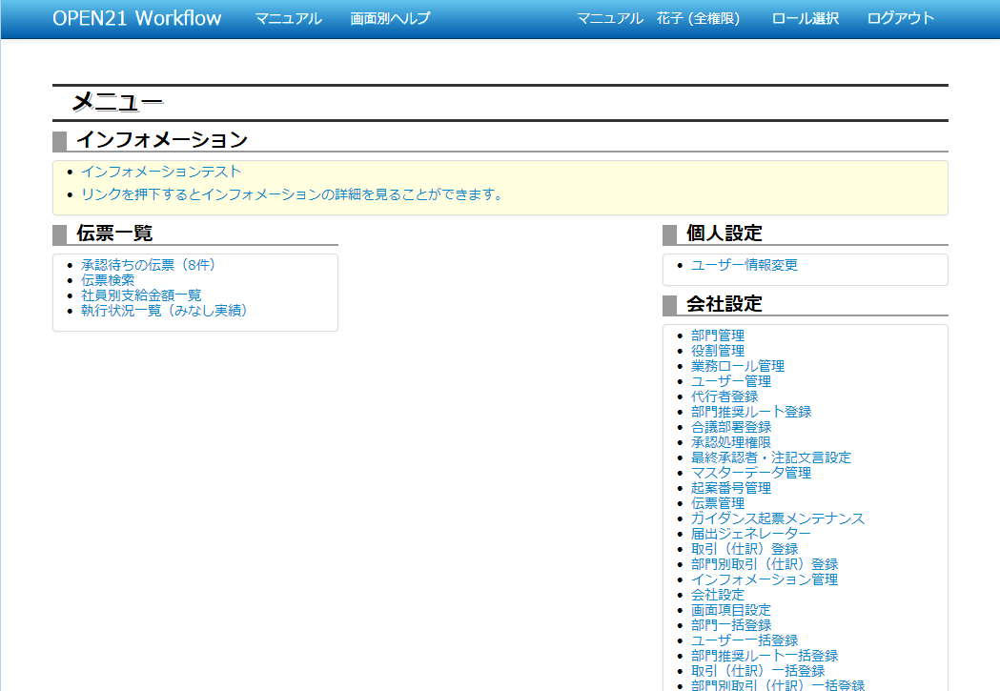 OPEN21 Workflow マニュアル 画面別ヘルプ マニュアル 花子 (全権限) ロール選択 ログアウト
メニュー
インフォメーション
インフォメーションテスト
リンクを押下するとインフォメーションの詳細を見ることができます。
伝票一覧
承認待ちの伝票（8件）
伝票検索
社員別支給金額一覧
執行状況一覧（みなし実績）
個人設定
ユーザー情報変更
会社設定
部門管理
役割管理
業務ロール管理
ユーザー管理
代行者登録
部門推奨ルート登録
合議部署登録
承認処理権限
最終承認者・注記文言設定
マスターデータ管理
起案番号管理
伝票管理
ガイダンス起票メンテナンス
届出ジェネレーター
取引（仕訳）登録
部門別取引（仕訳）登録
インフォメーション管理
会社設定
画面項目設定
部門一括登録
ユーザー一括登録
部門推奨ルート一括登録
取引（仕訳）一括登録
部門別取引（仕訳）一括登録